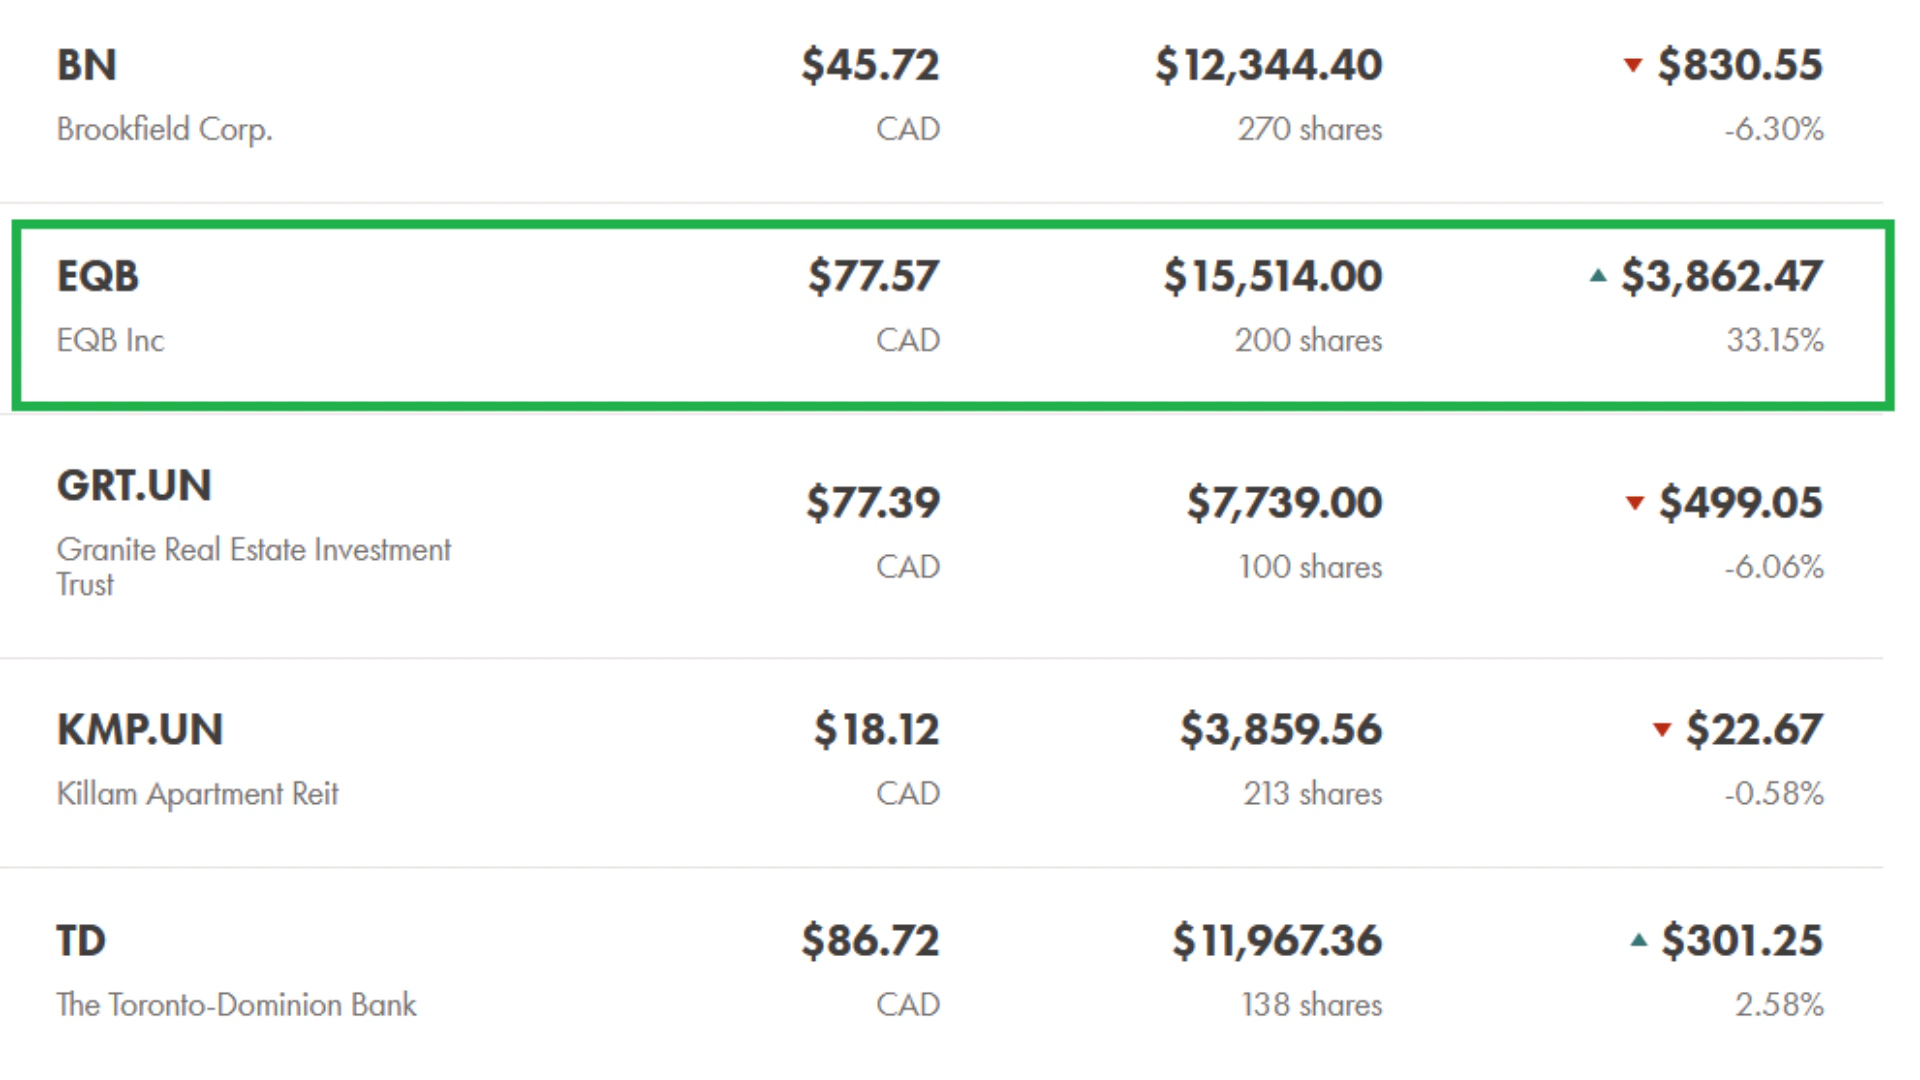 BN $45.72 $12,344.40 ▼ $830.55
Brookfield Corp. CAD 270 shares -6.30%
EQB $77.57 $15,514.00 ▲ $3,862.47
EQB Inc CAD 200 shares 33.15%
GRT.UN $77.39 $7,739.00 ▼ $499.05
Granite Real Estate Investment
Trust CAD 100 shares -6.06%
KMP.UN $18.12 $3,859.56 ▼ $22.67
Killam Apartment Reit CAD 213 shares -0.58%
TD $86.72 $11,967.36 ▲ $301.25
The Toronto-Dominion Bank CAD 138 shares 2.58%